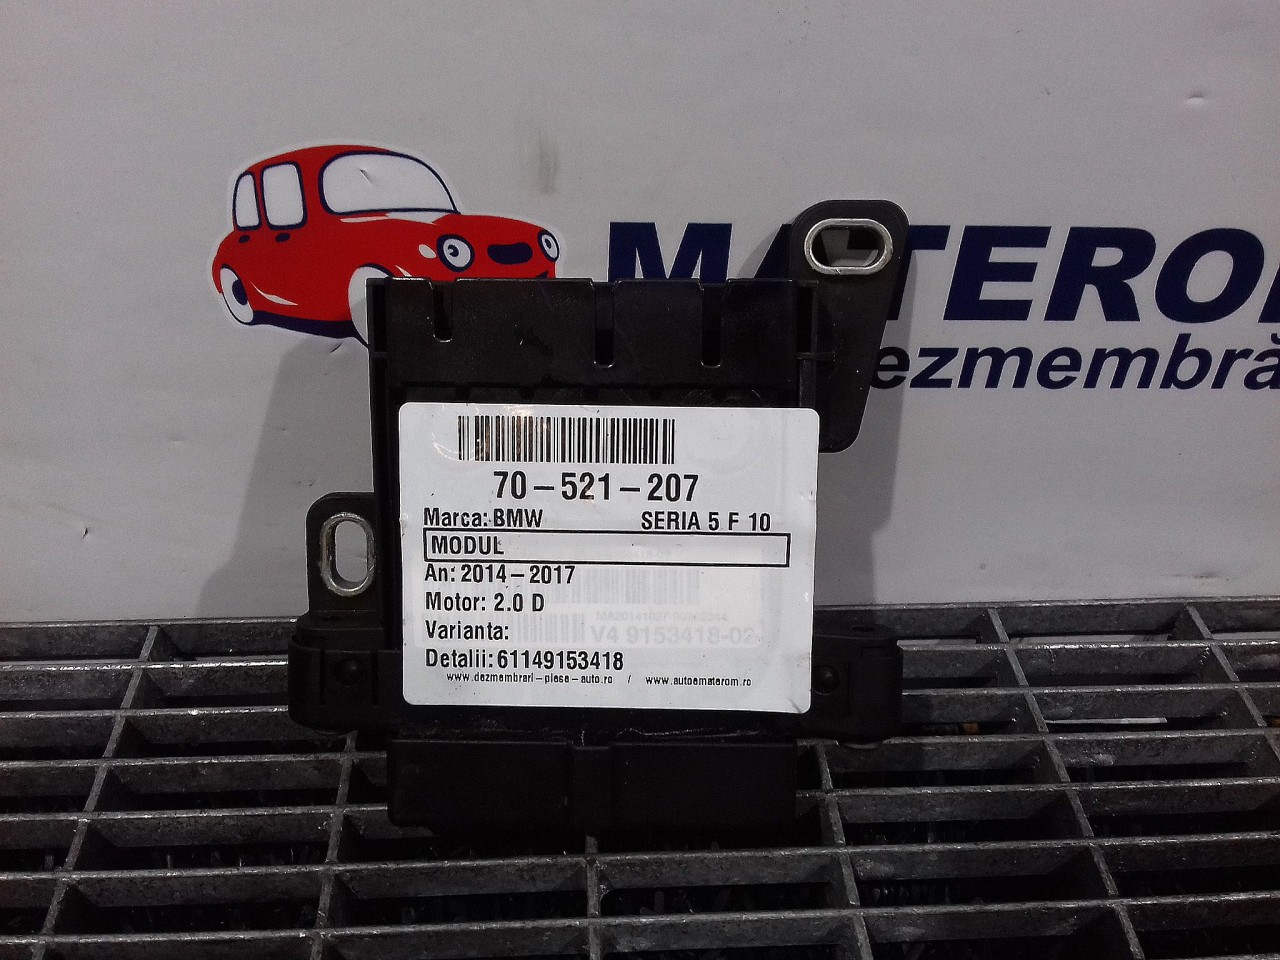 MATEROM
dezmembră
70-521-207
Marca: BMW SERIA 5 F 10
MODUL
An: 2014-2017
Motor: 2.0 D
Varianta:
V4 9153418-02
Detalii: 61149153418
www.dezmembrari-piese-auto.ro / www.autoematerom.ro